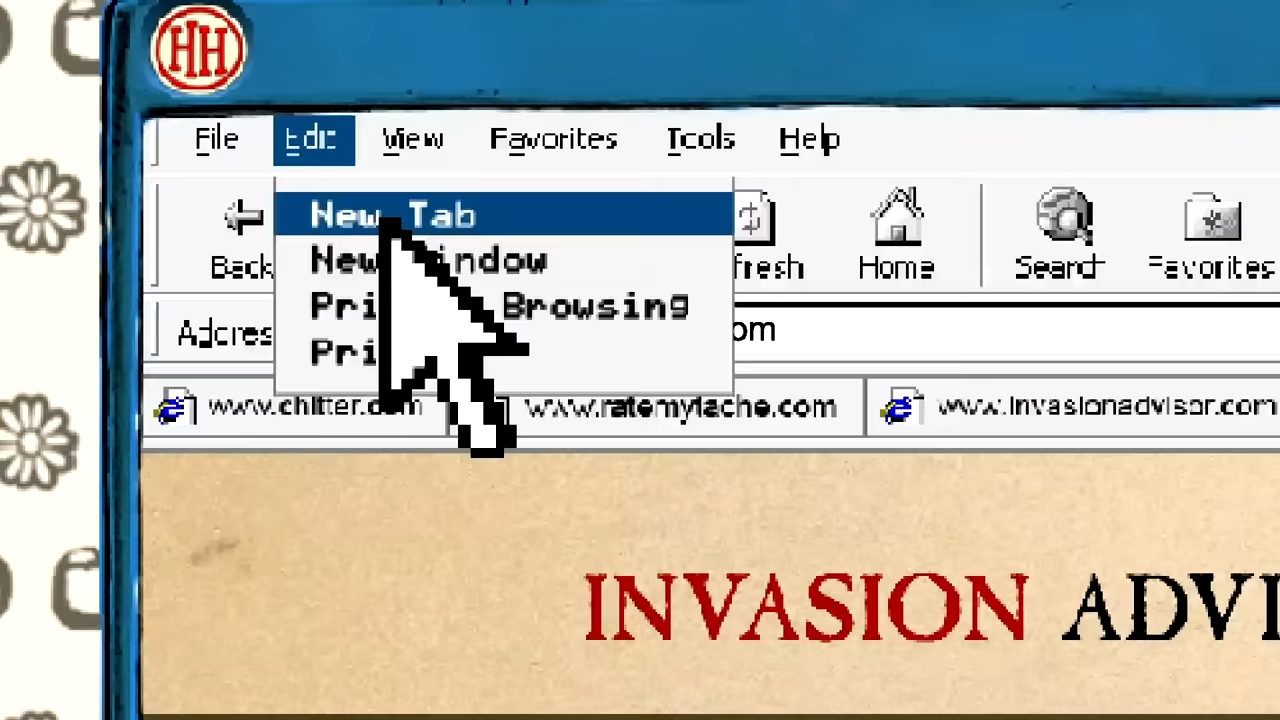 HH
File Edit View Favorites Tools Help
New Tab
New
Browsing
Back
fresh Home Search Favorites
om
www.chitter.com www.ratemytache.com www.invasionadvisor.com
INVASION ADVI